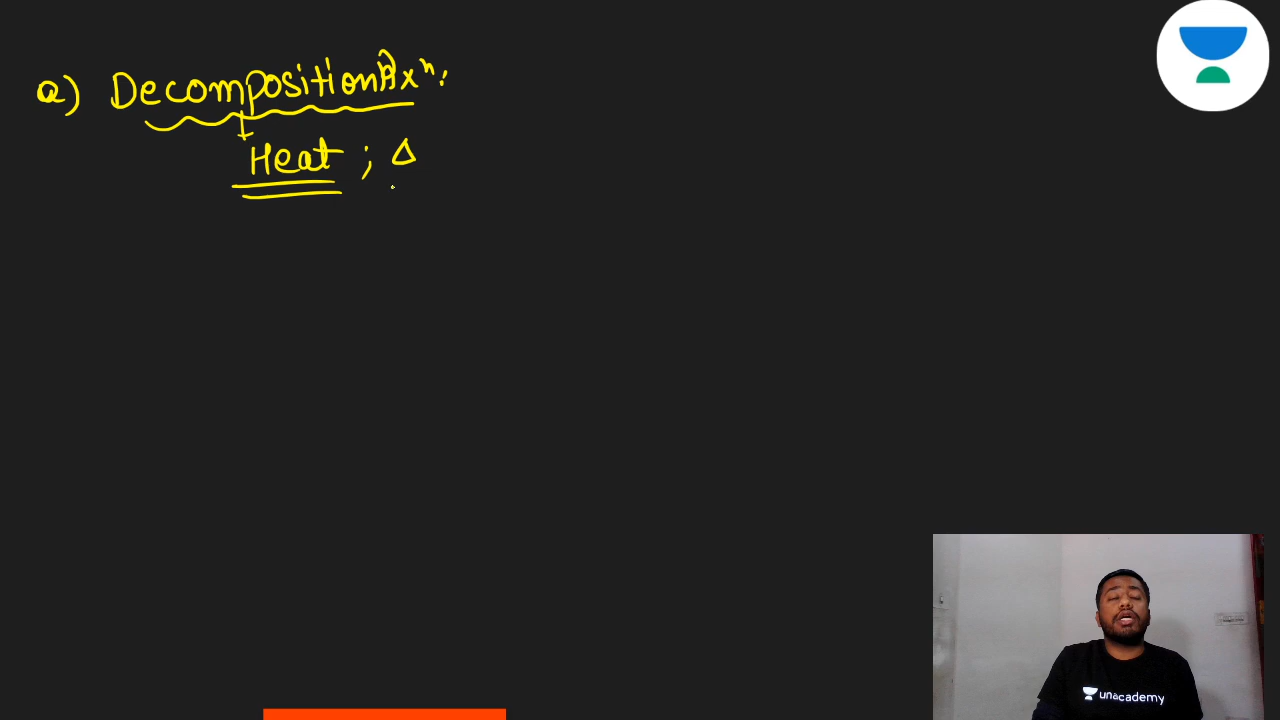 a) Decomposition Rxⁿ:
Heat ; Δ
unacademy